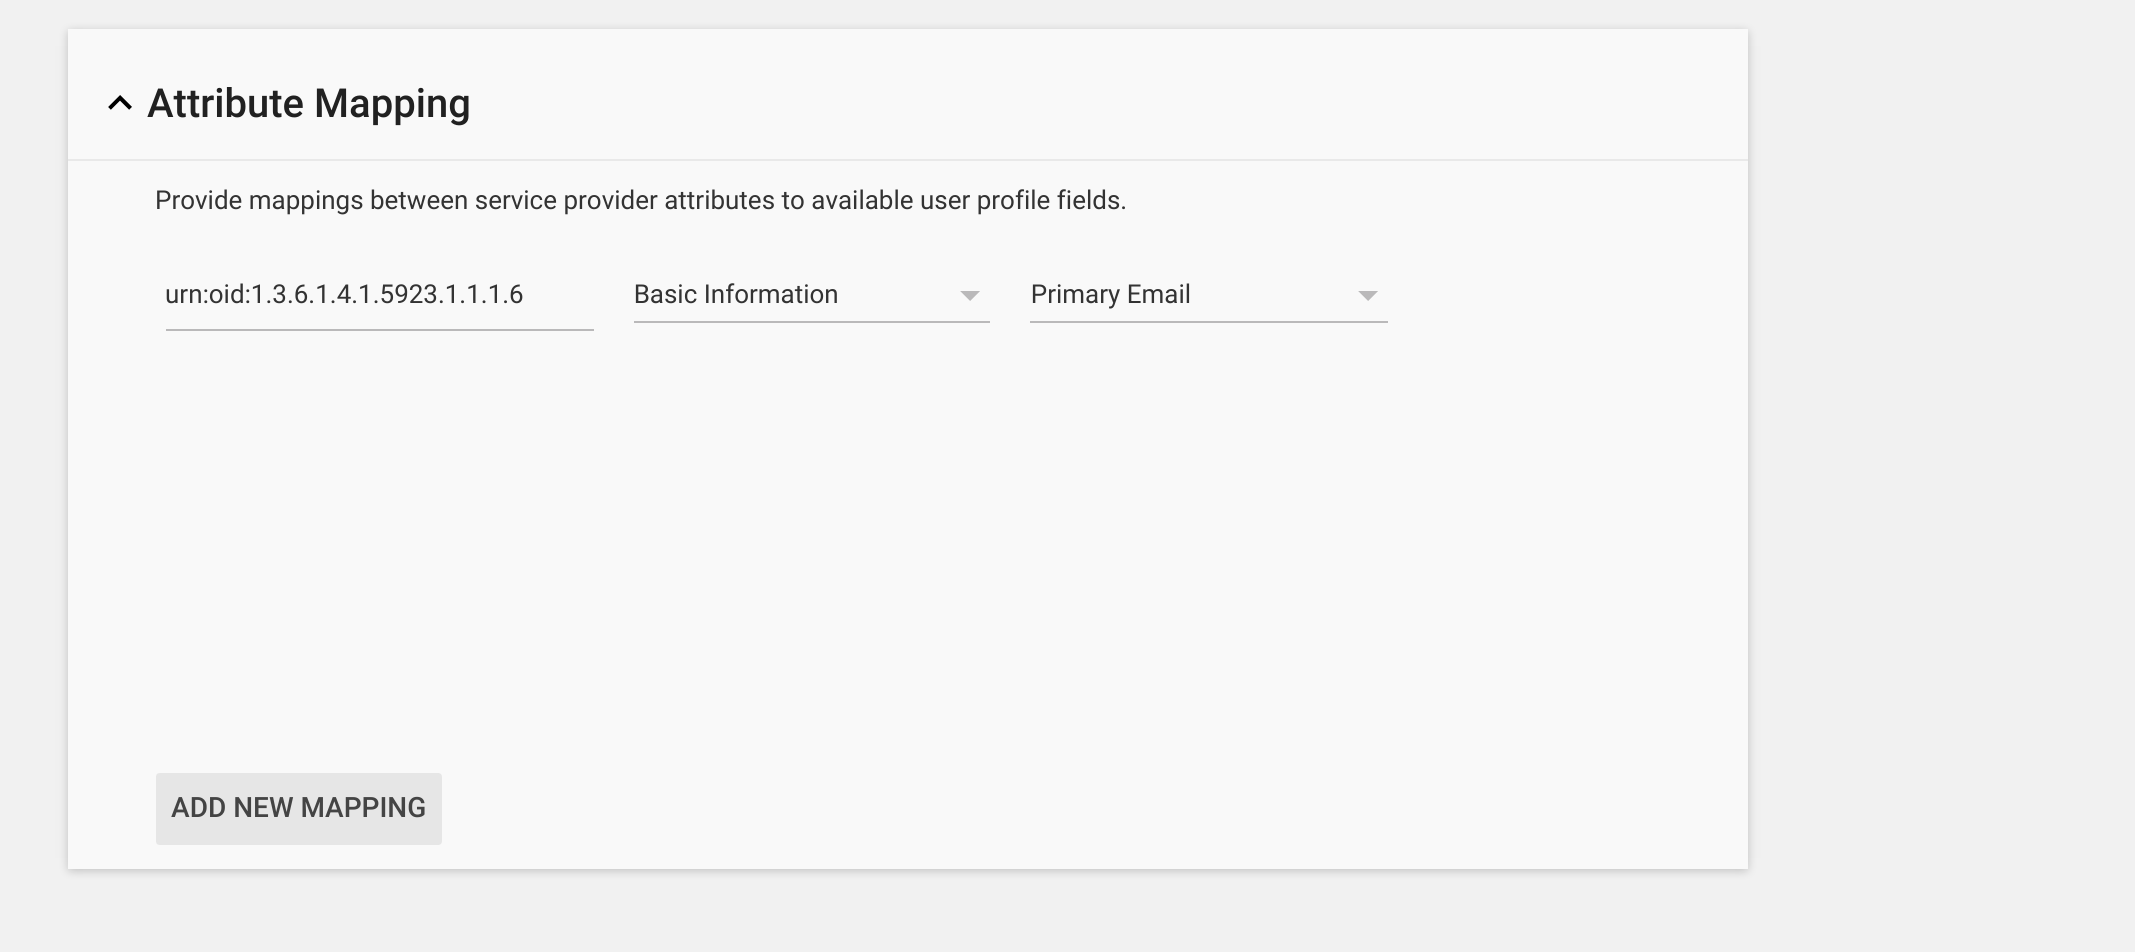 Attribute Mapping
Provide mappings between service provider attributes to available user profile fields.
urn:oid:1.3.6.1.4.1.5923.1.1.1.6 Basic Information Primary Email
ADD NEW MAPPING